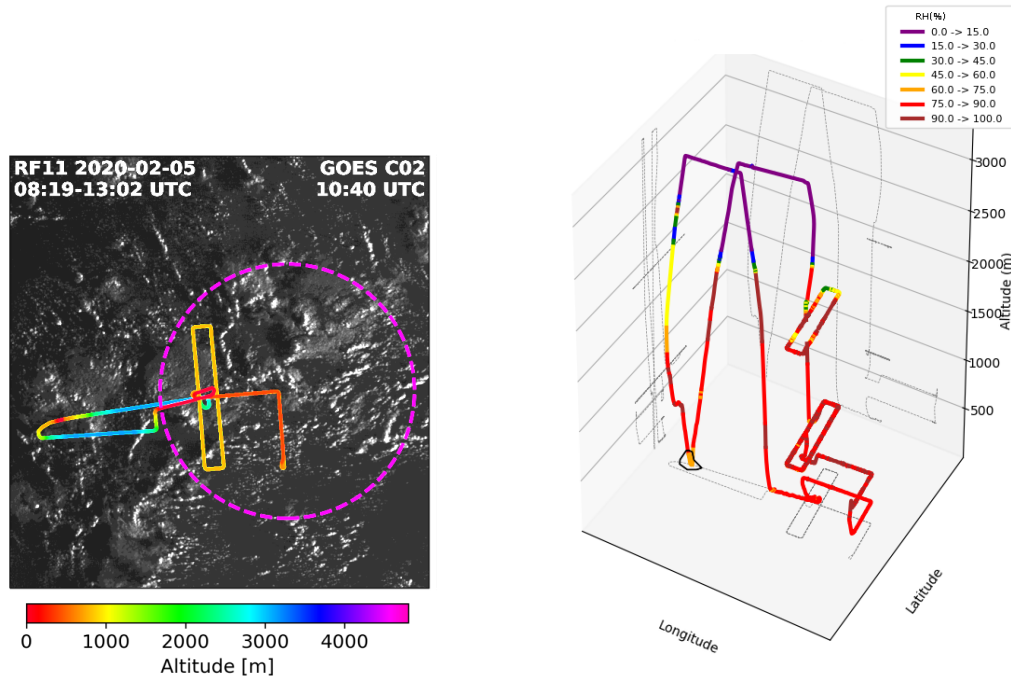 RF11 2020-02-05 GOES C02
08:19-13:02 UTC 10:40 UTC
0 1000 2000 3000 4000
Altitude [m]
RH(%)
0.0 -> 15.0
15.0 -> 30.0
30.0 -> 45.0
45.0 -> 60.0
60.0 -> 75.0
75.0 -> 90.0
90.0 -> 100.0
3000
2500
2000
1500
1000
500
Altitude (m)
Latitude
Longitude